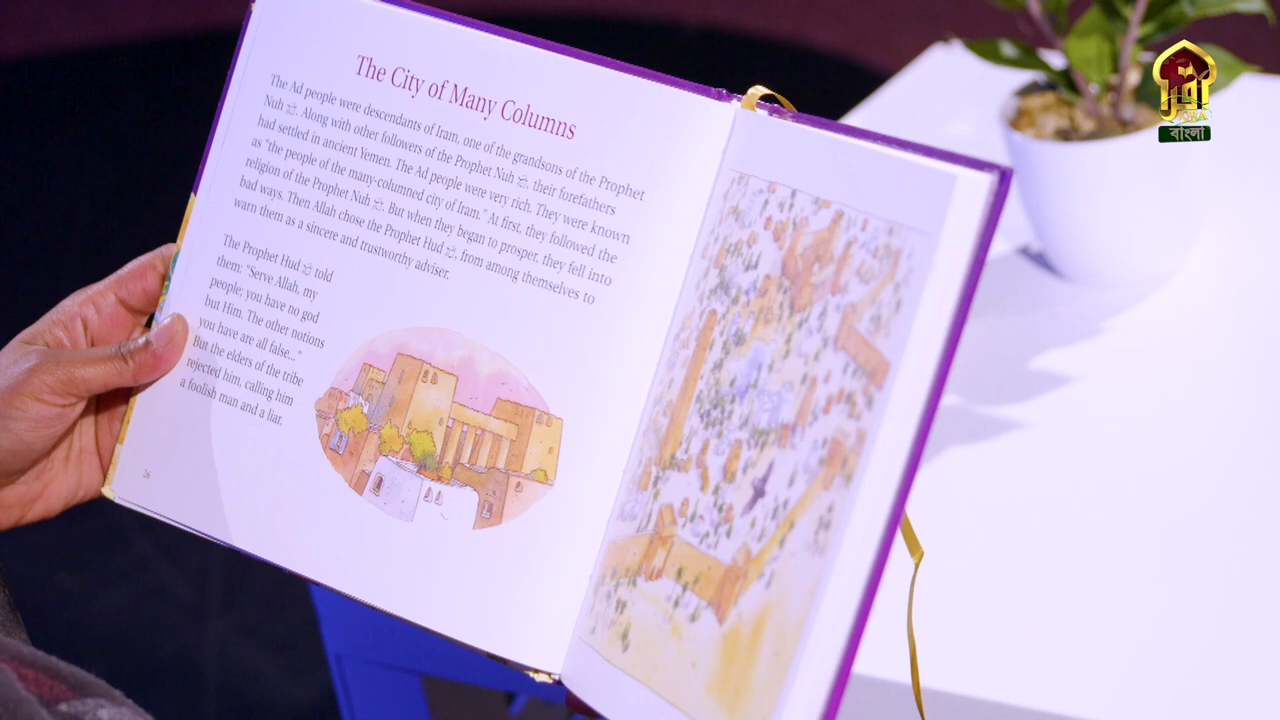 The City of Many Columns
The Ad people were descendants of Iram, one of the grandsons of the Prophet
Nuh ﷺ. Along with other followers of the Prophet Nuh ﷺ, their forefathers
had settled in ancient Yemen. The Ad people were very rich. They were known
as "the people of the many-columned city of Iram." At first, they followed the
religion of the Prophet Nuh ﷺ. But when they began to prosper, they fell into
bad ways. Then Allah chose the Prophet Hud ﷺ, from among themselves to
warn them as a sincere and trustworthy adviser.
The Prophet Hud ﷺ told
them: "Serve Allah, my
people; you have no god
but Him. The other notions
you have are all false..."
But the elders of the tribe
rejected him, calling him
a foolish man and a liar.
26
IQRA
বাংলা